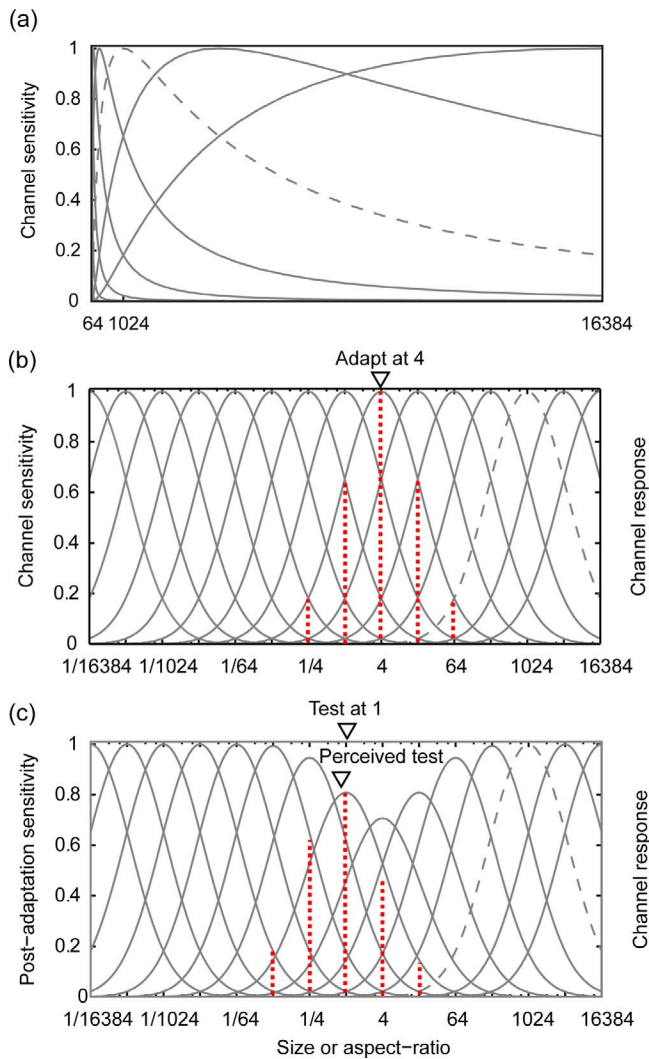 (a)
Channel sensitivity
1
0.8
0.6
0.4
0.2
0
64 1024 16384
(b)
Adapt at 4
Channel sensitivity
Channel response
1
0.8
0.6
0.4
0.2
0
1/16384 1/1024 1/64 1/4 4 64 1024 16384
(c)
Test at 1
Perceived test
Post-adaptation sensitivity
Channel response
1
0.8
0.6
0.4
0.2
0
1/16384 1/1024 1/64 1/4 4 64 1024 16384
Size or aspect-ratio